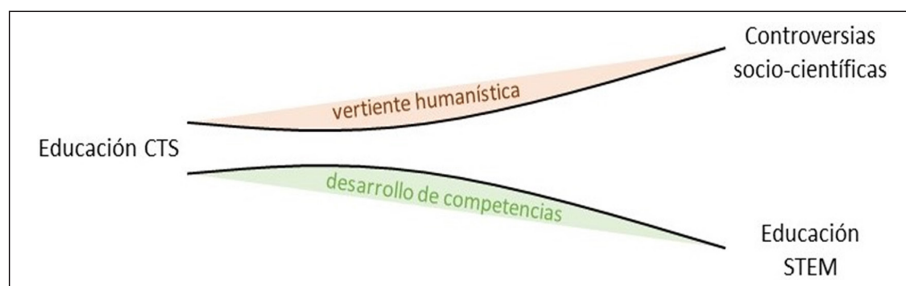 Controversias
socio-científicas
vertiente humanística
Educación CTS
desarrollo de competencias
Educación
STEM